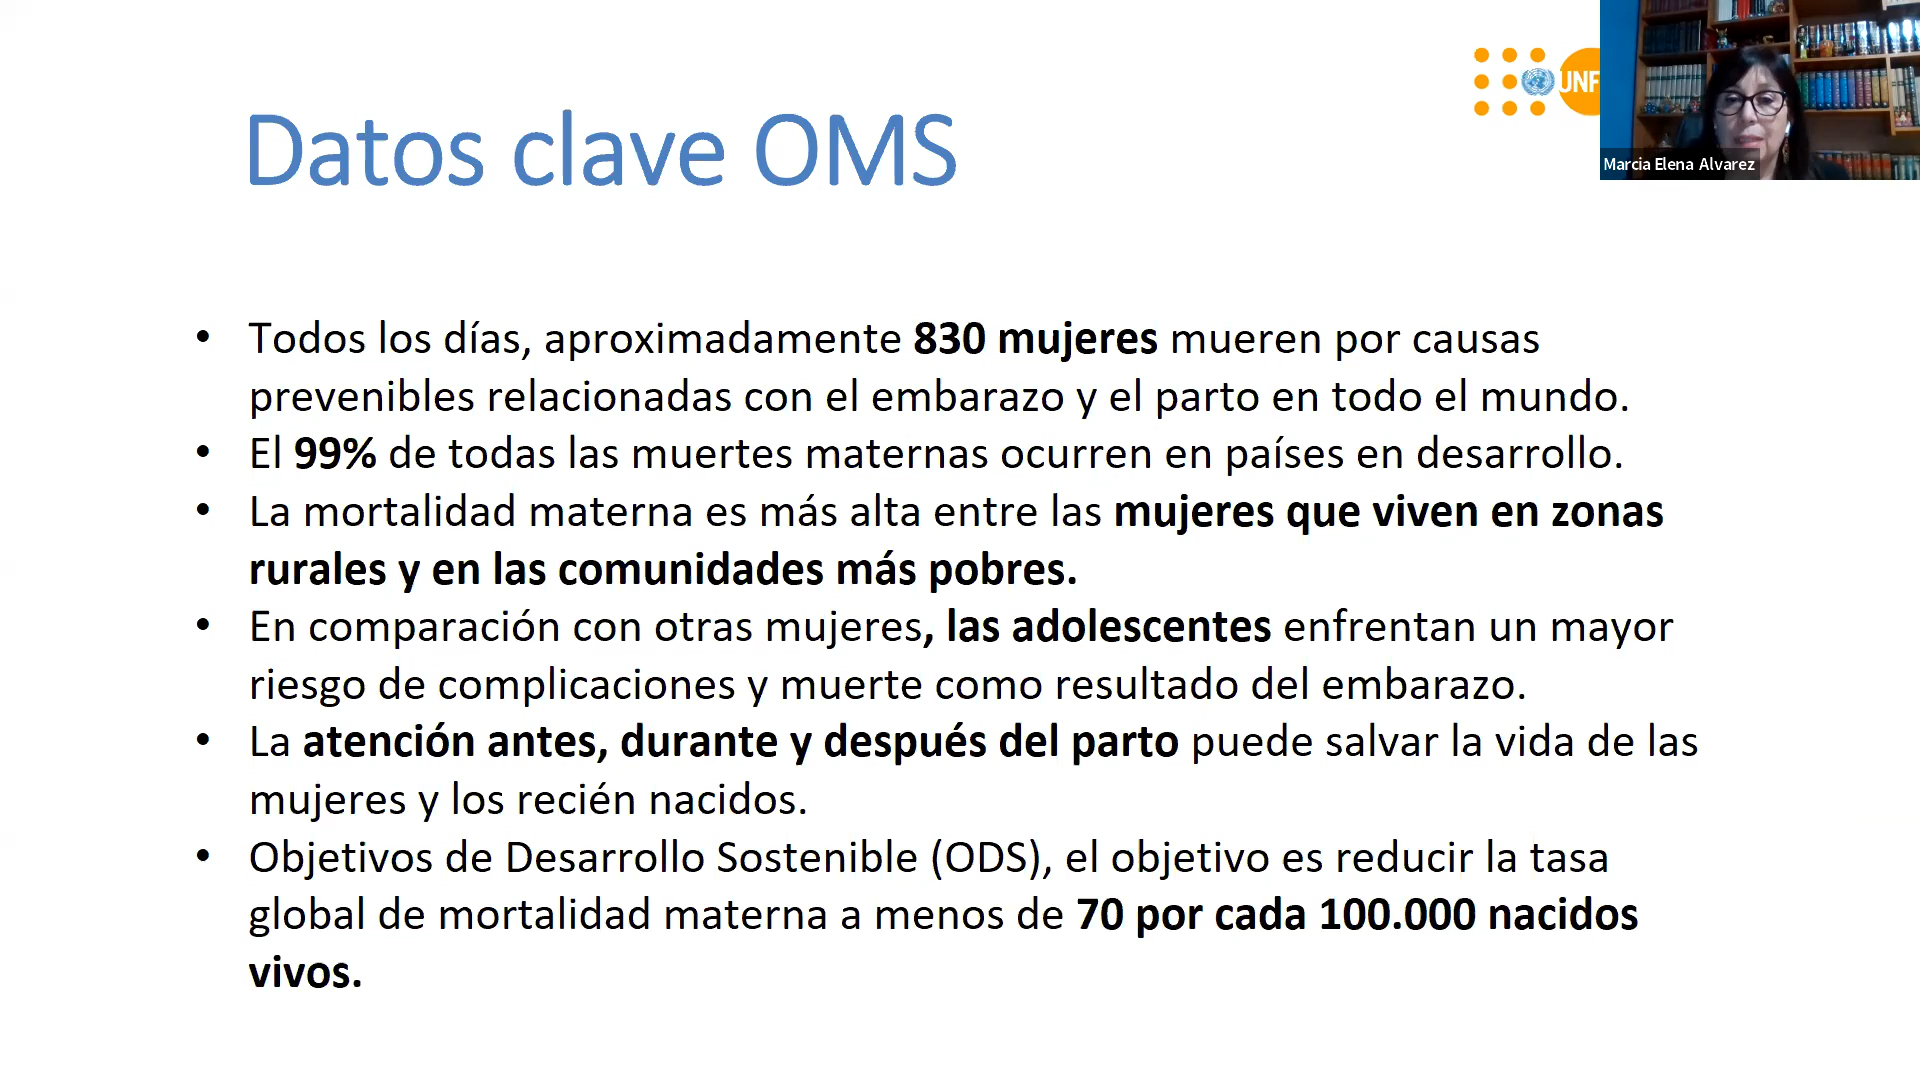 UNF
Marcia Elena Alvarez
Datos clave OMS
• Todos los días, aproximadamente 830 mujeres mueren por causas
prevenibles relacionadas con el embarazo y el parto en todo el mundo.
• El 99% de todas las muertes maternas ocurren en países en desarrollo.
• La mortalidad materna es más alta entre las mujeres que viven en zonas
rurales y en las comunidades más pobres.
• En comparación con otras mujeres, las adolescentes enfrentan un mayor
riesgo de complicaciones y muerte como resultado del embarazo.
• La atención antes, durante y después del parto puede salvar la vida de las
mujeres y los recién nacidos.
• Objetivos de Desarrollo Sostenible (ODS), el objetivo es reducir la tasa
global de mortalidad materna a menos de 70 por cada 100.000 nacidos
vivos.